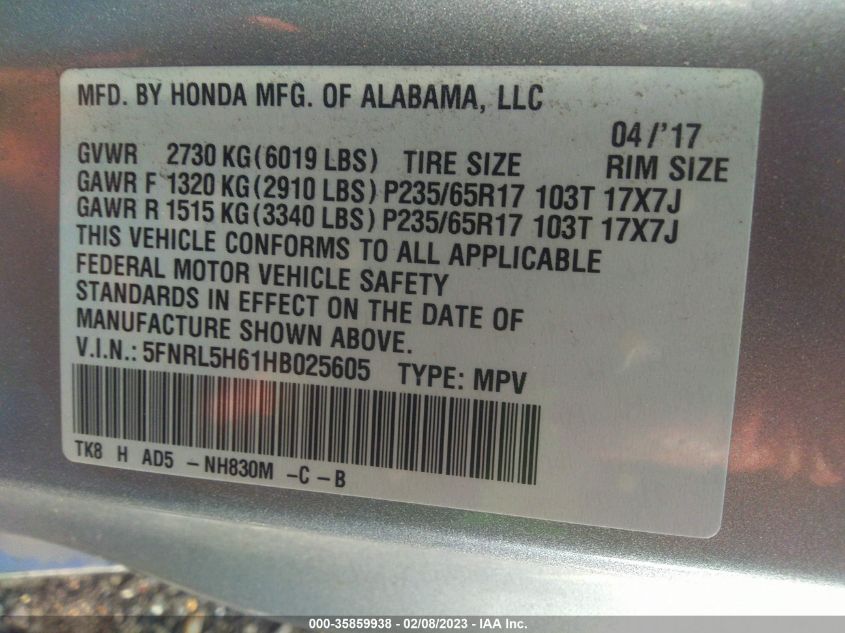 MFD. BY HONDA MFG. OF ALABAMA, LLC
04/'17
GVWR 2730 KG(6019 LBS) TIRE SIZE RIM SIZE
GAWR F 1320 KG(2910 LBS) P235/65R17 103T 17X7J
GAWR R 1515 KG(3340 LBS) P235/65R17 103T 17X7J
THIS VEHICLE CONFORMS TO ALL APPLICABLE
FEDERAL MOTOR VEHICLE SAFETY
STANDARDS IN EFFECT ON THE DATE OF
MANUFACTURE SHOWN ABOVE.
V.I.N.: 5FNRL5H61HB025605 TYPE: MPV
TK8 H AD5 -NH830M -C-B
000-35859938 - 02/08/2023 - IAA Inc.